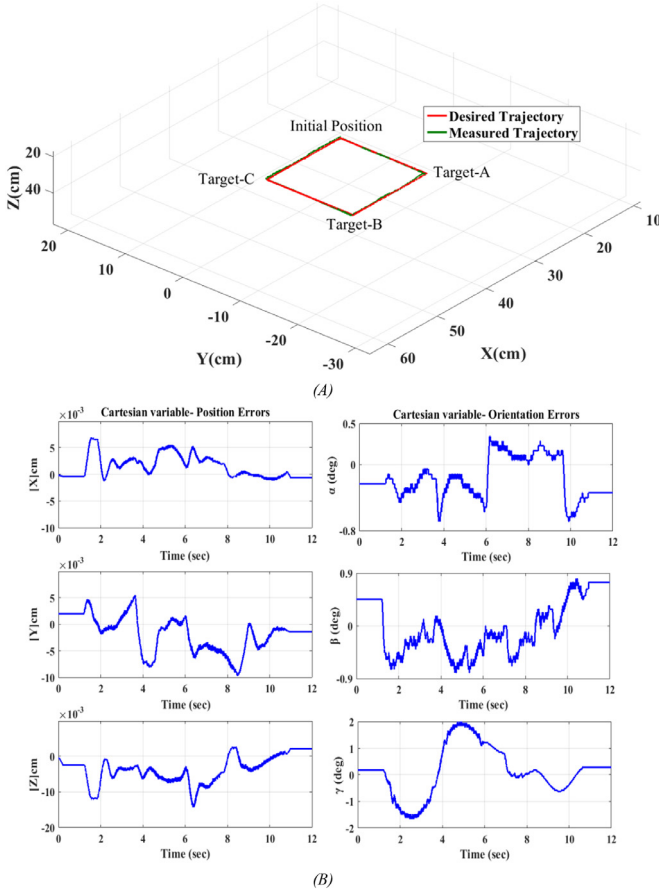 Desired Trajectory
Measured Trajectory
Initial Position
Target-A
Target-C
Target-B
Z(cm)
20
40
20
10
0
-10
-20
-30
Y(cm)
60
50
40
30
20
10
X(cm)
(A)
×10⁻³ Cartesian variable- Position Errors
|X|cm
5
0
-5
-10
0 2 4 6 8 10 12
Time (sec)
Cartesian variable- Orientation Errors
α (deg)
0.5
0
-0.8
0 2 4 6 8 10 12
Time (sec)
×10⁻³
|Y|cm
5
0
-5
-10
0 2 4 6 8 10 12
Time (sec)
β (deg)
0.9
0
-0.9
0 2 4 6 8 10 12
Time (sec)
×10⁻³
|Z|cm
0
-10
-20
0 2 4 6 8 10 12
Time (sec)
γ (deg)
2
1
0
-1
-2
0 2 4 6 8 10 12
Time (sec)
(B)